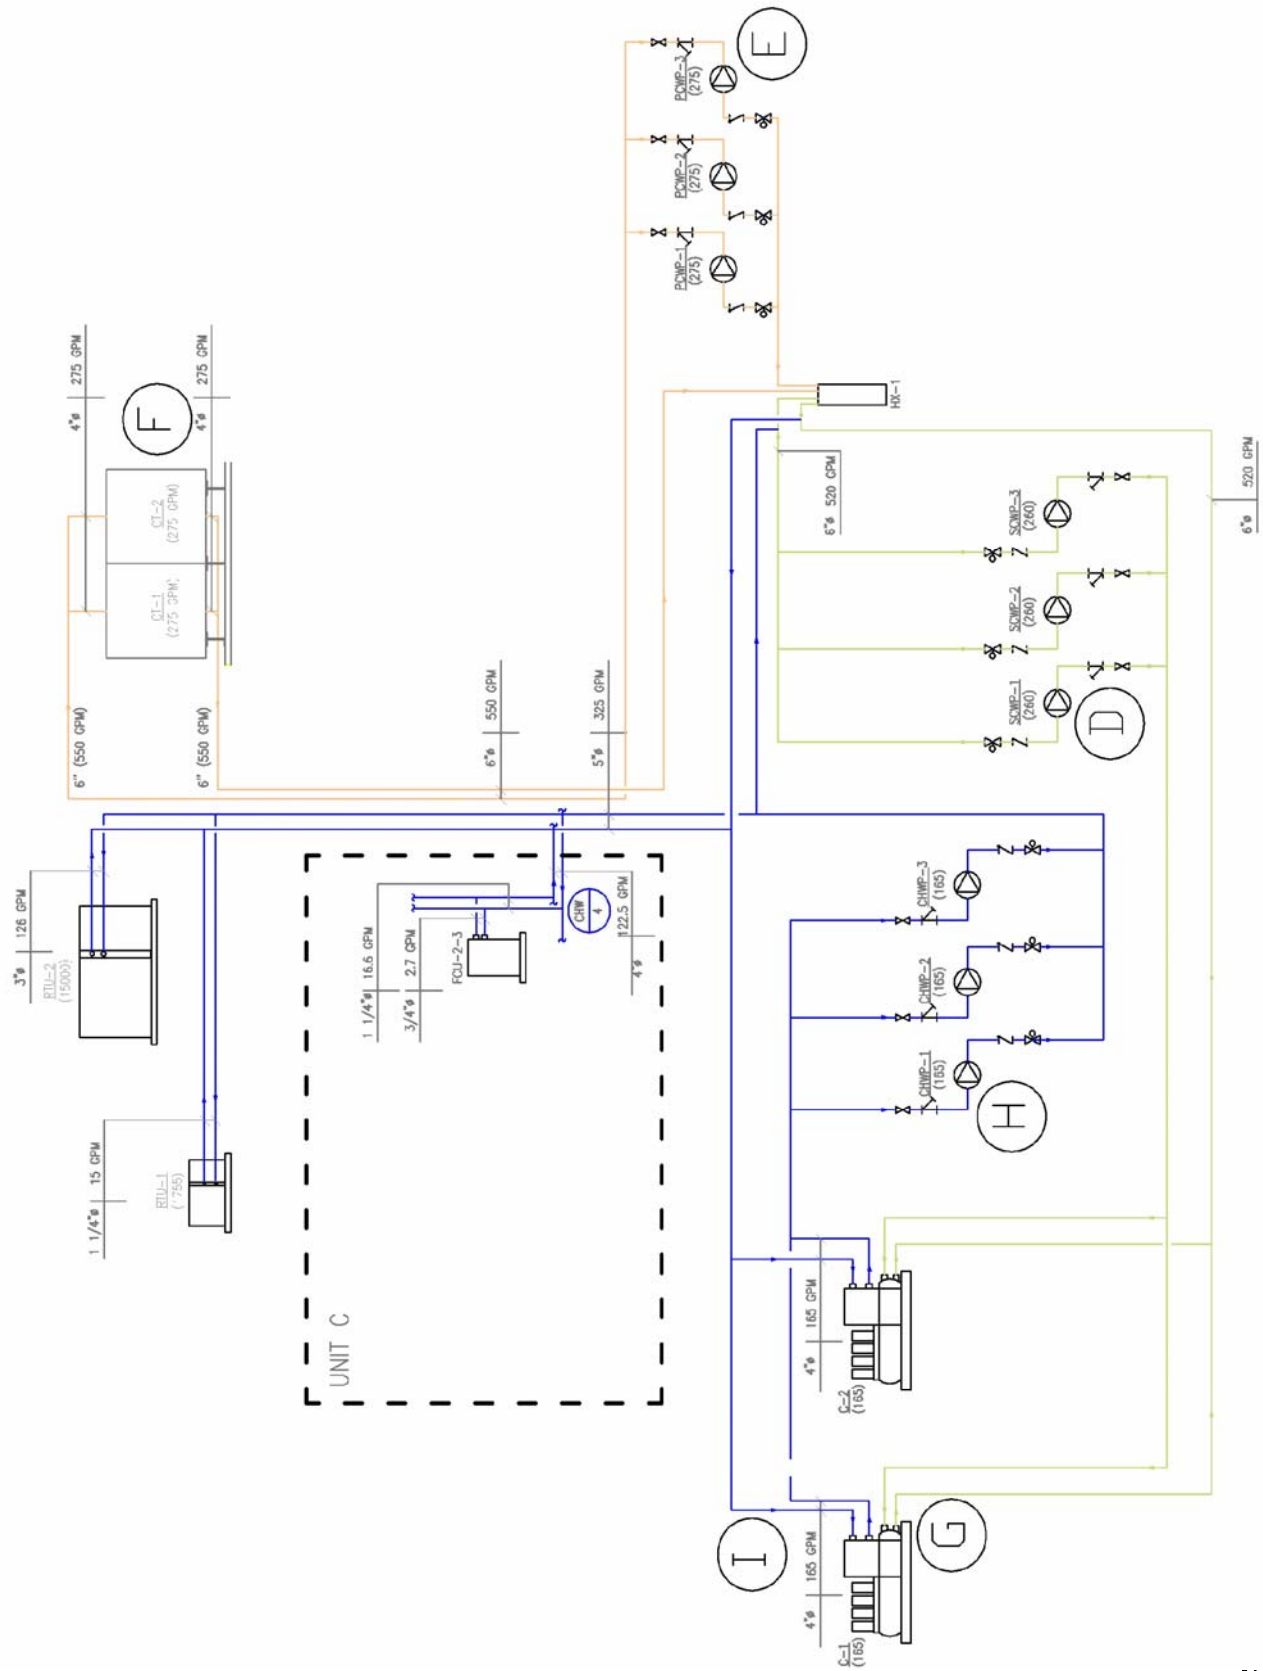 3"ø 126 GPM
RTU-2
(15000)
1 1/4"ø 15 GPM
RTU-1
(1755)
4"ø 275 GPM
F
4"ø 275 GPM
CT-1
(275 GPM)
CT-2
(275 GPM)
6" (550 GPM)
6" (550 GPM)
6"ø 550 GPM
5"ø 325 GPM
UNIT C
1 1/4"ø 16.6 GPM
3/4"ø 2.7 GPM
FCU-2-3
CHW
4
4"ø 122.5 GPM
PCWP-1
(275)
PCWP-2
(275)
PCWP-3
(275)
E
HX-1
6"ø 520 GPM
6"ø 520 GPM
SCWP-1
(260)
SCWP-2
(260)
SCWP-3
(260)
D
CHWP-1
(165)
CHWP-2
(165)
CHWP-3
(165)
H
4"ø 165 GPM
C-2
(165)
I
4"ø 165 GPM
C-1
(165)
G